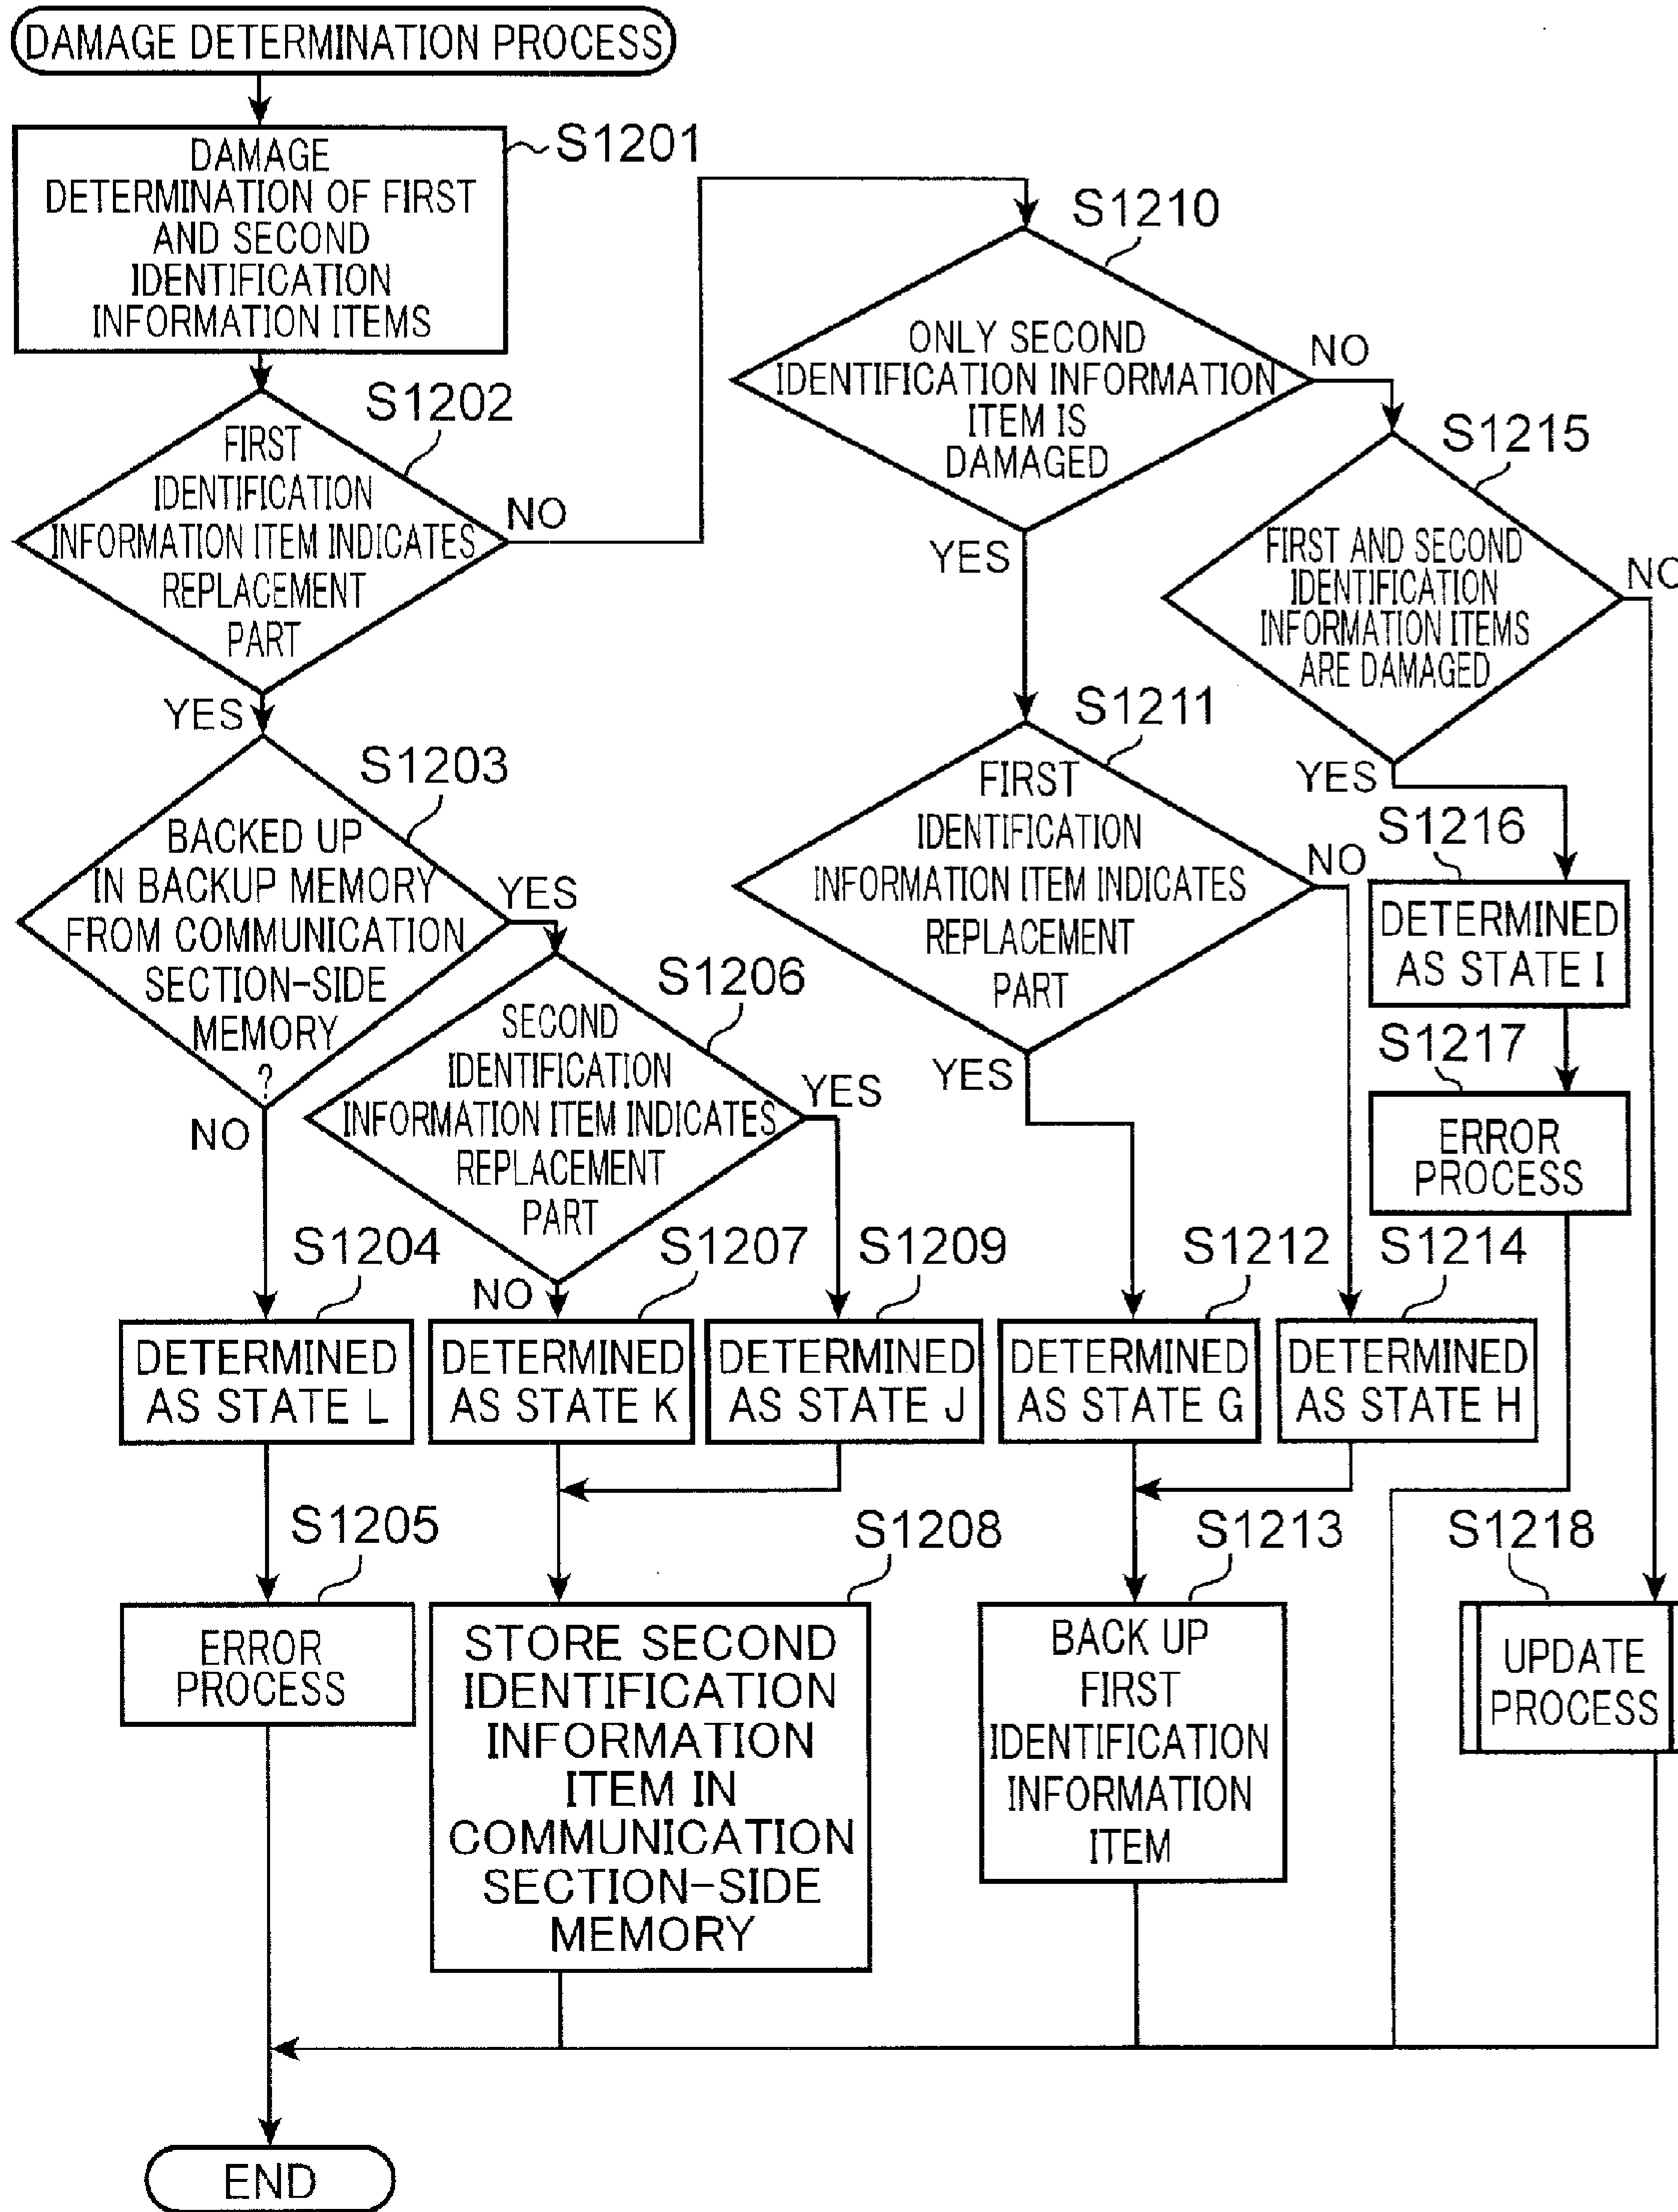 DAMAGE DETERMINATION PROCESS
S1201
DAMAGE
DETERMINATION OF FIRST
AND SECOND
IDENTIFICATION
INFORMATION ITEMS
S1202
FIRST
IDENTIFICATION
INFORMATION ITEM INDICATES
REPLACEMENT
PART
NO
YES
S1203
BACKED UP
IN BACKUP MEMORY
FROM COMMUNICATION
SECTION-SIDE
MEMORY
?
YES
NO
S1206
SECOND
IDENTIFICATION
INFORMATION ITEM INDICATES
REPLACEMENT
PART
YES
NO
S1204
DETERMINED
AS STATE L
S1207
DETERMINED
AS STATE K
S1209
DETERMINED
AS STATE J
S1205
ERROR
PROCESS
S1208
STORE SECOND
IDENTIFICATION
INFORMATION
ITEM IN
COMMUNICATION
SECTION-SIDE
MEMORY
S1210
ONLY SECOND
IDENTIFICATION INFORMATION
ITEM IS
DAMAGED
NO
YES
S1211
FIRST
IDENTIFICATION
INFORMATION ITEM INDICATES
REPLACEMENT
PART
NO
YES
S1212
DETERMINED
AS STATE G
S1214
DETERMINED
AS STATE H
S1213
BACK UP
FIRST
IDENTIFICATION
INFORMATION
ITEM
S1215
FIRST AND SECOND
IDENTIFICATION
INFORMATION ITEMS
ARE DAMAGED
NO
YES
S1216
DETERMINED
AS STATE I
S1217
ERROR
PROCESS
S1218
UPDATE
PROCESS
END